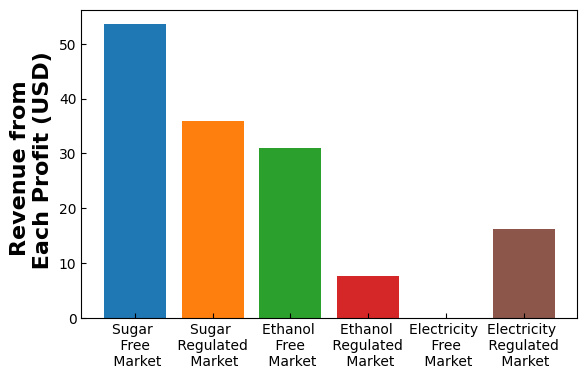 Revenue from
Each Profit (USD)
50
40
30
20
10
0
Sugar Free Market
Sugar Regulated Market
Ethanol Free Market
Ethanol Regulated Market
Electricity Free Market
Electricity Regulated Market